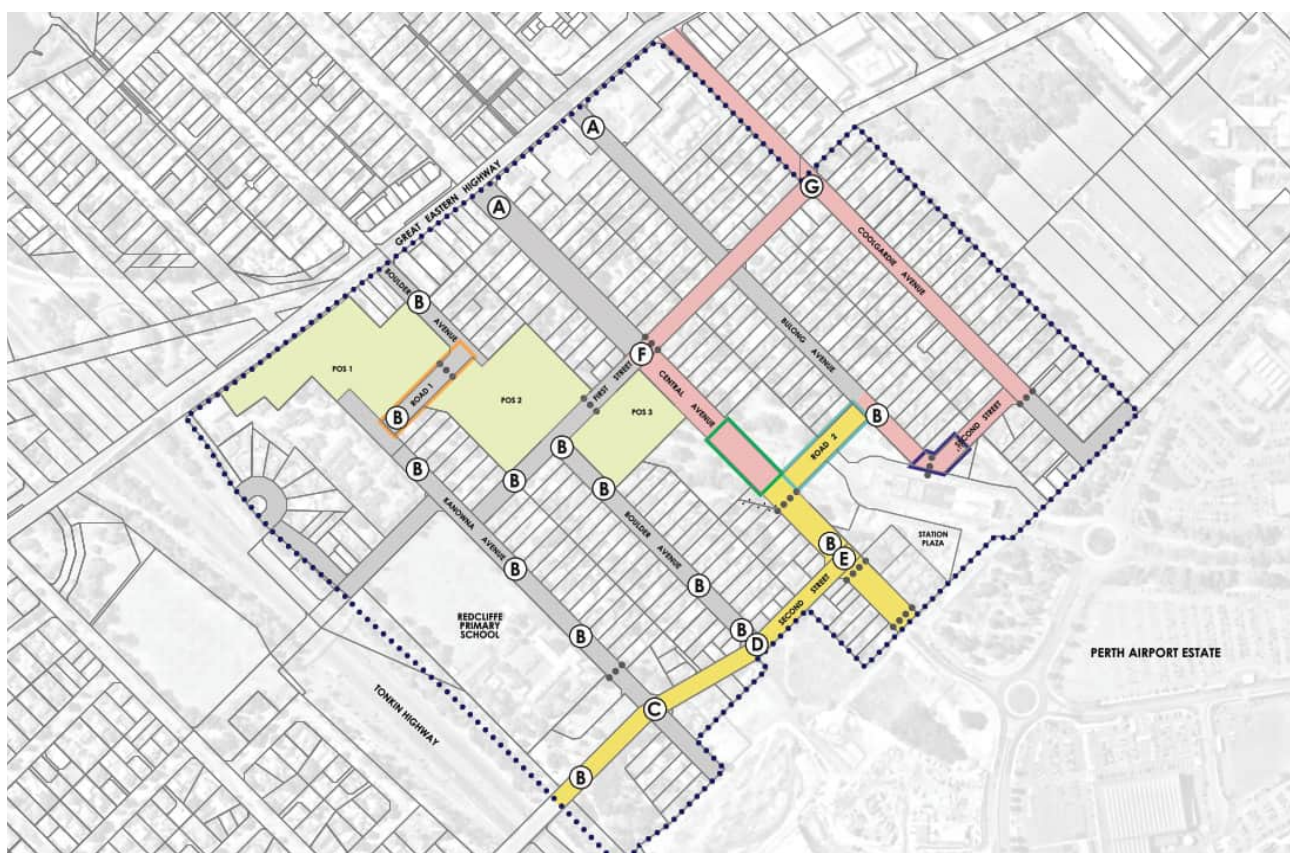 A
GREAT EASTERN HIGHWAY
A
G
COOLGARDIE
AVENUE
BOULDER
AVENUE
B
BULONG
AVENUE
F
POS 1
ROAD 1
POS 2
FIRST STREET
CENTRAL
AVENUE
POS 3
B
B
SECOND STREET
ROAD 2
B
B
B
B
KANOWNA
AVENUE
BOULDER
AVENUE
STATION
PLAZA
B
E
B
B
SECOND STREET
REDCLIFFE
PRIMARY
SCHOOL
B
B
D
PERTH AIRPORT ESTATE
TONKIN HIGHWAY
C
B